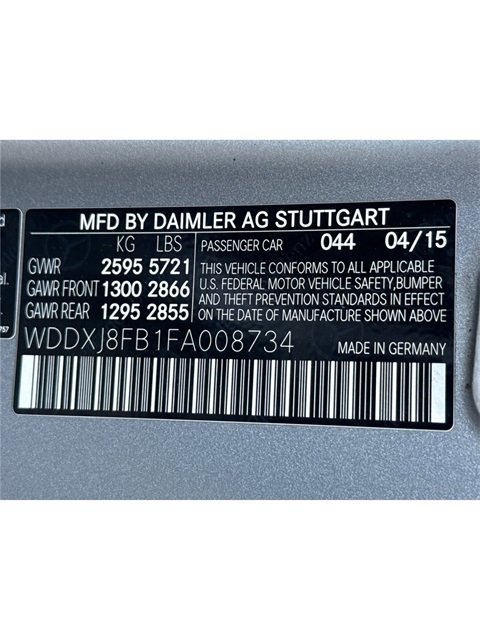 MFD BY DAIMLER AG STUTTGART
KG LBS PASSENGER CAR 044 04/15
GVWR 2595 5721 THIS VEHICLE CONFORMS TO ALL APPLICABLE
GAWR FRONT 1300 2866 U.S. FEDERAL MOTOR VEHICLE SAFETY,BUMPER
GAWR REAR 1295 2855 AND THEFT PREVENTION STANDARDS IN EFFECT
ON THE DATE OF MANUFACTURE SHOWN ABOVE.
WDDXJ8FB1FA008734 MADE IN GERMANY
757